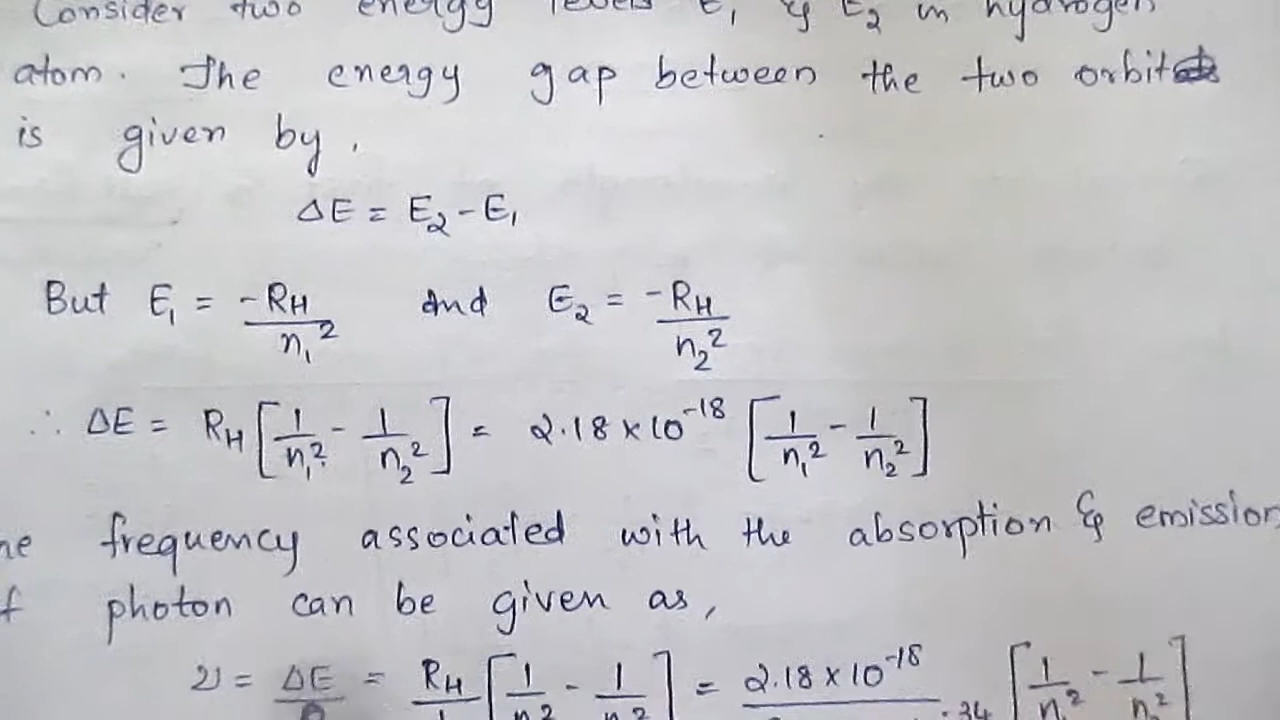 Consider two energy levels E₁ & E₂ in hydrogen
atom. The energy gap between the two orbits
is given by.
ΔE = E₂ - E₁
But E₁ = -RH/n₁² and E₂ = -RH/n₂²
∴ ΔE = RH [1/n₁² - 1/n₂²] = 2.18 × 10⁻¹⁸ [1/n₁² - 1/n₂²]
frequency associated with the absorption & emission
photon can be given as,
ν = ΔE = RH [1/n² - 1/n²] = 2.18 × 10⁻¹⁸ [1/n² - 1/n²]